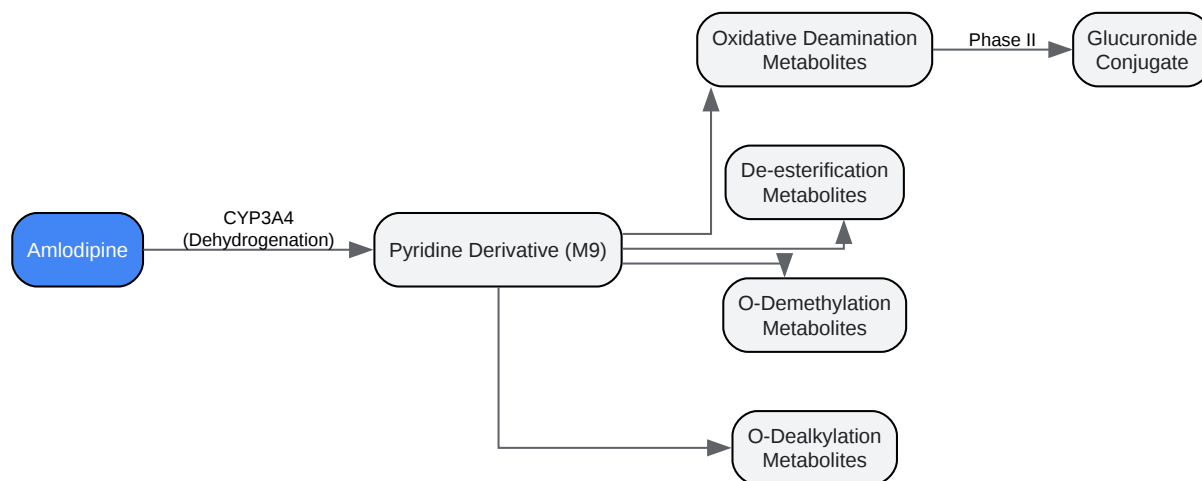 Oxidative Deamination
Metabolites
Phase II
Glucuronide
Conjugate
De-esterification
Metabolites
CYP3A4
(Dehydrogenation)
Amlodipine
Pyridine Derivative (M9)
O-Demethylation
Metabolites
O-Dealkylation
Metabolites